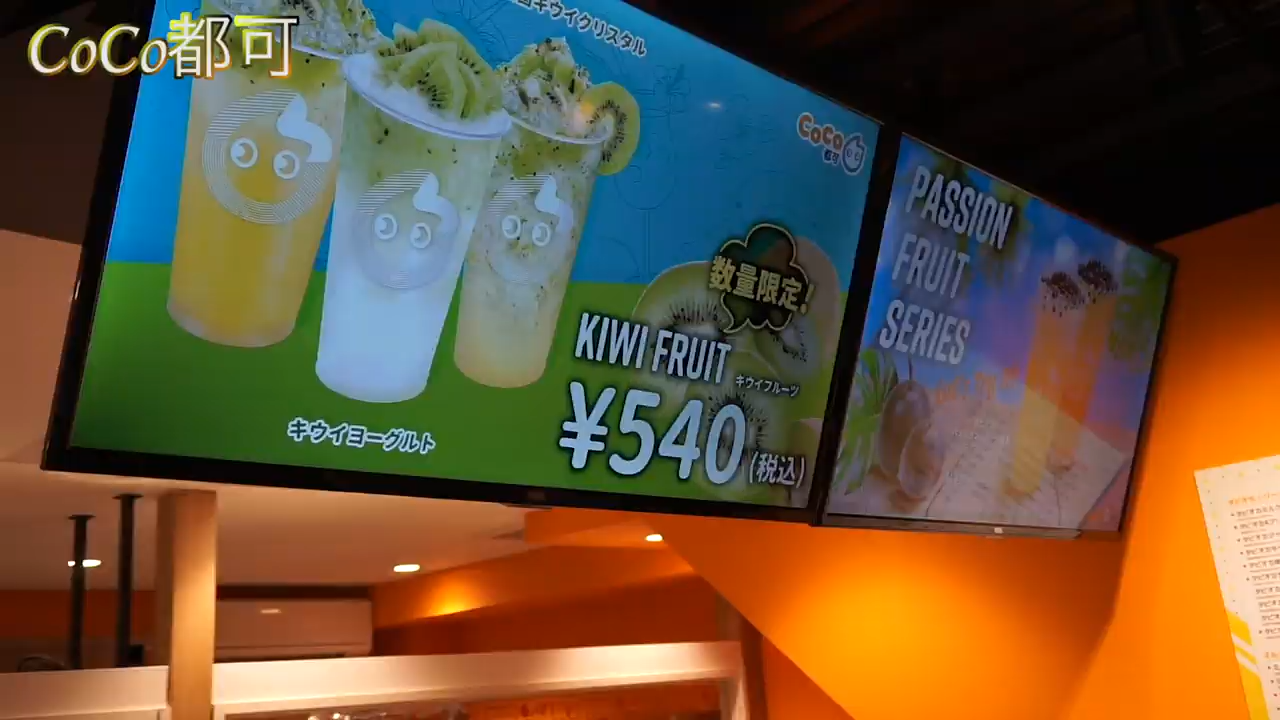 CoCo都可
キウイクリスタル
CoCo
都可
数量限定!
KIWI FRUIT
キウイフルーツ
¥540
(税込)
キウイヨーグルト
PASSION
FRUIT
SERIES